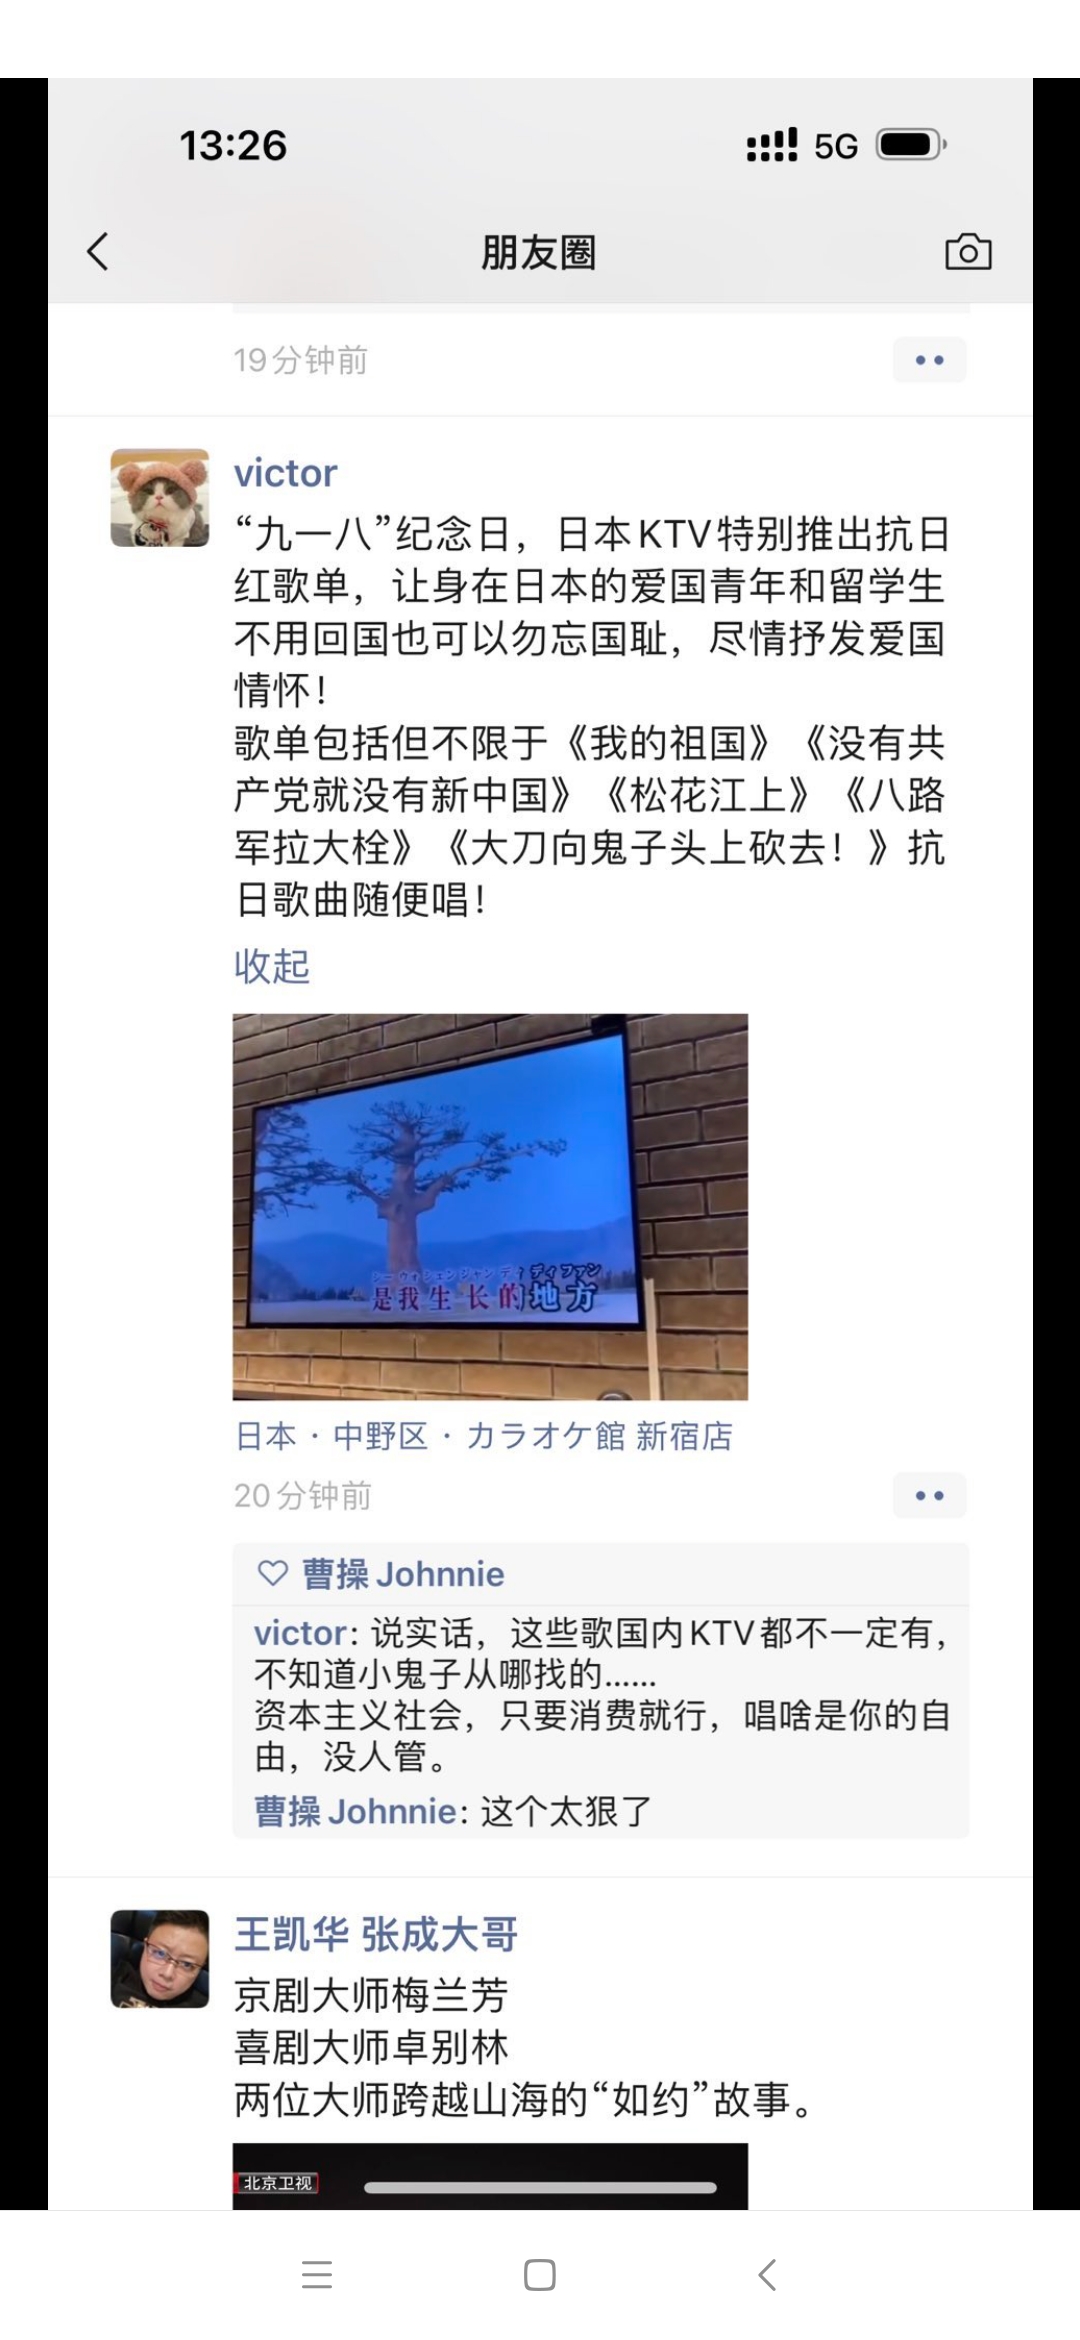 13:26
5G
朋友圈
19分钟前
victor
“九一八”纪念日，日本KTV特别推出抗日
红歌单，让身在日本的爱国青年和留学生
不用回国也可以勿忘国耻，尽情抒发爱国
情怀！
歌单包括但不限于《我的祖国》《没有共
产党就没有新中国》《松花江上》《八路
军拉大栓》《大刀向鬼子头上砍去！》抗
日歌曲随便唱！
收起
シー ウォ シェンジャン ディ ディ ファン
是我生长的地方
日本 · 中野区 · カラオケ館 新宿店
20分钟前
曹操 Johnnie
victor: 说实话，这些歌国内KTV都不一定有，
不知道小鬼子从哪找的……
资本主义社会，只要消费就行，唱啥是你的自
由，没人管。
曹操 Johnnie: 这个太狠了
王凯华 张成大哥
京剧大师梅兰芳
喜剧大师卓别林
两位大师跨越山海的“如约”故事。
北京卫视